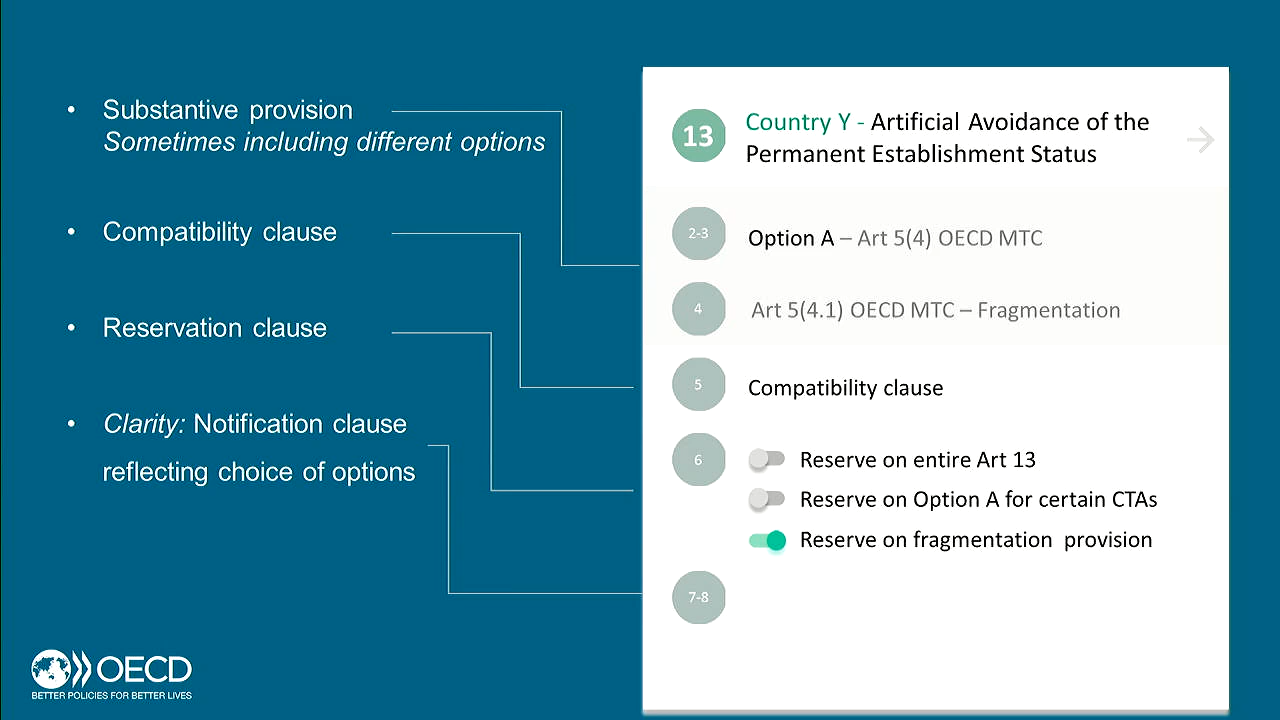 • Substantive provision
Sometimes including different options
• Compatibility clause
• Reservation clause
• Clarity: Notification clause
reflecting choice of options
OECD
BETTER POLICIES FOR BETTER LIVES
13 Country Y - Artificial Avoidance of the
Permanent Establishment Status
2-3 Option A – Art 5(4) OECD MTC
4 Art 5(4.1) OECD MTC – Fragmentation
5 Compatibility clause
6 Reserve on entire Art 13
Reserve on Option A for certain CTAs
Reserve on fragmentation provision
7-8